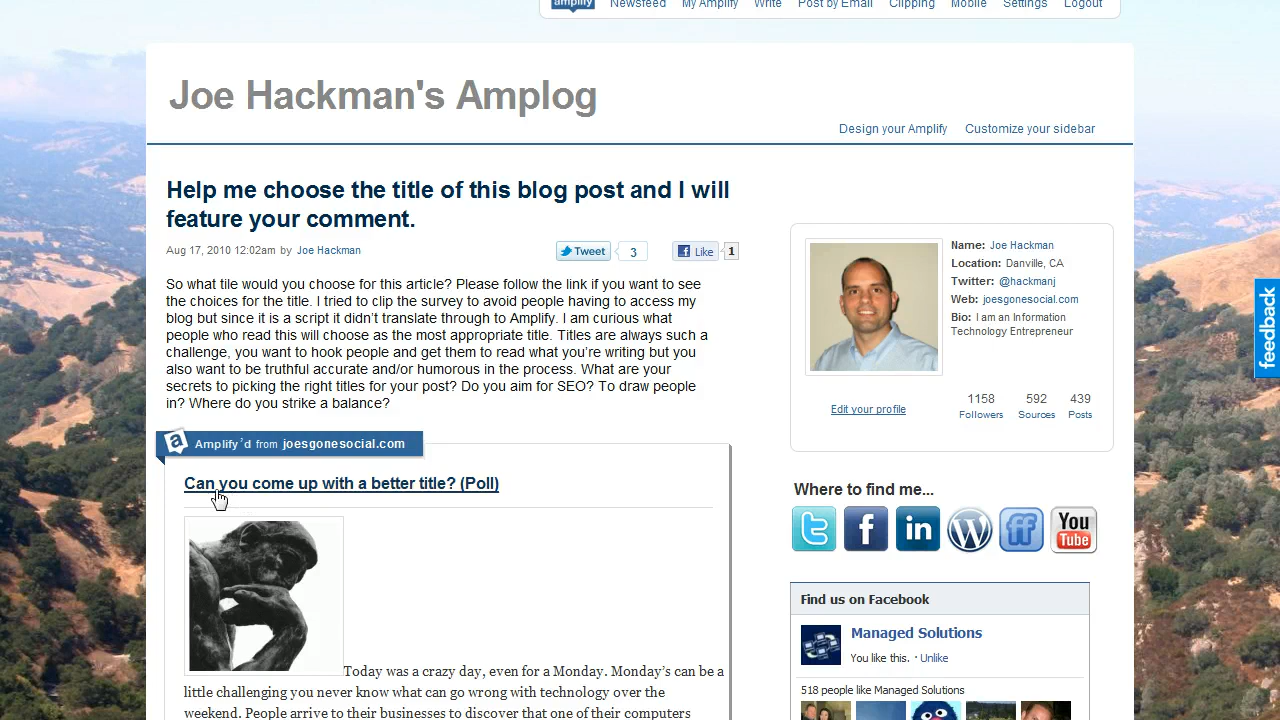 amplify Newsfeed My Amplify Write Post by Email Clipping Mobile Settings Logout
Joe Hackman's Amplog
Design your Amplify Customize your sidebar
Help me choose the title of this blog post and I will
feature your comment.
Aug 17, 2010 12:02am by Joe Hackman
Tweet 3 Like 1
So what tile would you choose for this article? Please follow the link if you want to see
the choices for the title. I tried to clip the survey to avoid people having to access my
blog but since it is a script it didn't translate through to Amplify. I am curious what
people who read this will choose as the most appropriate title. Titles are always such a
challenge, you want to hook people and get them to read what you're writing but you
also want to be truthful accurate and/or humorous in the process. What are your
secrets to picking the right titles for your post? Do you aim for SEO? To draw people
in? Where do you strike a balance?
a Amplify'd from joesgonesocial.com
Can you come up with a better title? (Poll)
Today was a crazy day, even for a Monday. Monday's can be a
little challenging you never know what can go wrong with technology over the
weekend. People arrive to their businesses to discover that one of their computers
Name: Joe Hackman
Location: Danville, CA
Twitter: @hackmanj
Web: joesgonesocial.com
Bio: I am an Information
Technology Entrepreneur
Edit your profile
1158 592 439
Followers Sources Posts
Where to find me...
t f in W ff You Tube
Find us on Facebook
Managed Solutions
You like this. · Unlike
518 people like Managed Solutions
feedback